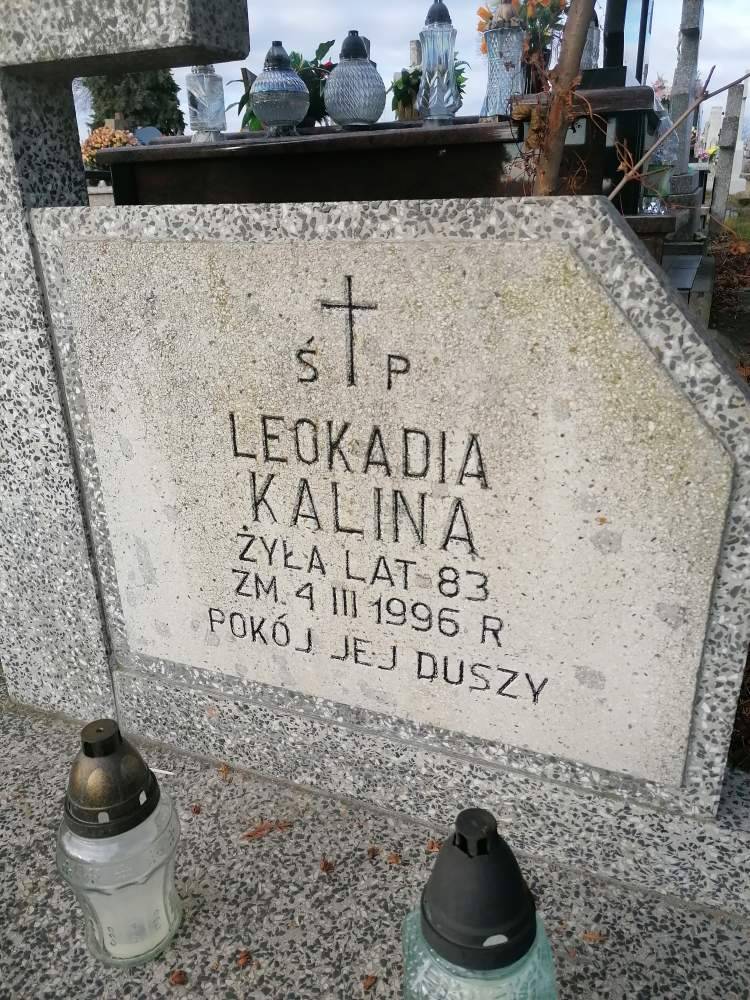 Ś P
LEOKADIA
KALINA
ŻYŁA LAT 83
ZM. 4 III 1996 R
POKÓJ JEJ DUSZY